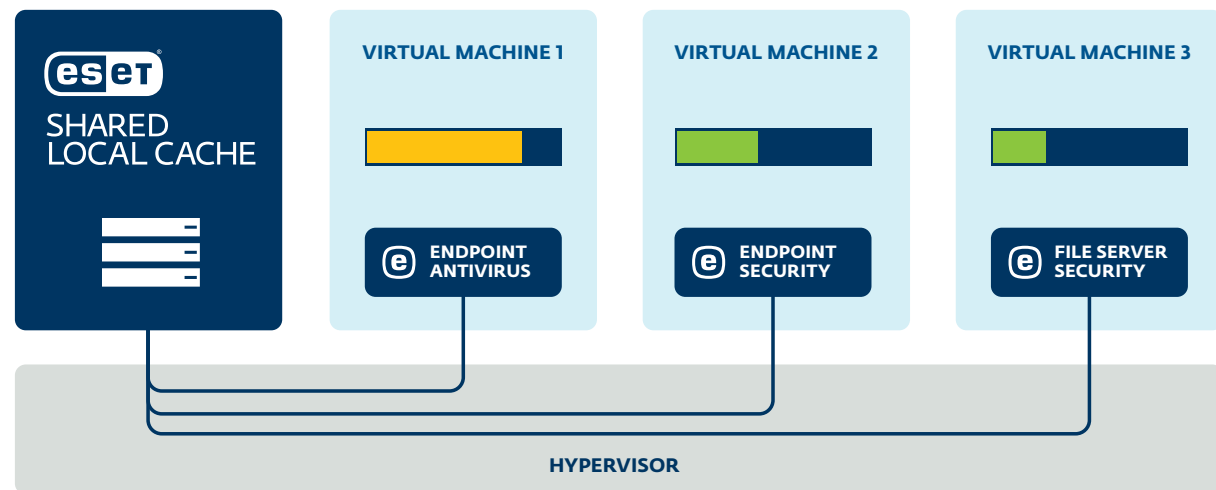 eset®
SHARED
LOCAL CACHE
VIRTUAL MACHINE 1
e ENDPOINT
ANTIVIRUS
VIRTUAL MACHINE 2
e ENDPOINT
SECURITY
VIRTUAL MACHINE 3
e FILE SERVER
SECURITY
HYPERVISOR